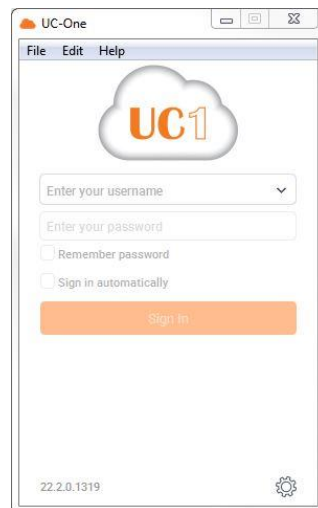 UC-One
File Edit Help
UC1
Enter your username
Enter your password
Remember password
Sign in automatically
Sign In
22.2.0.1319